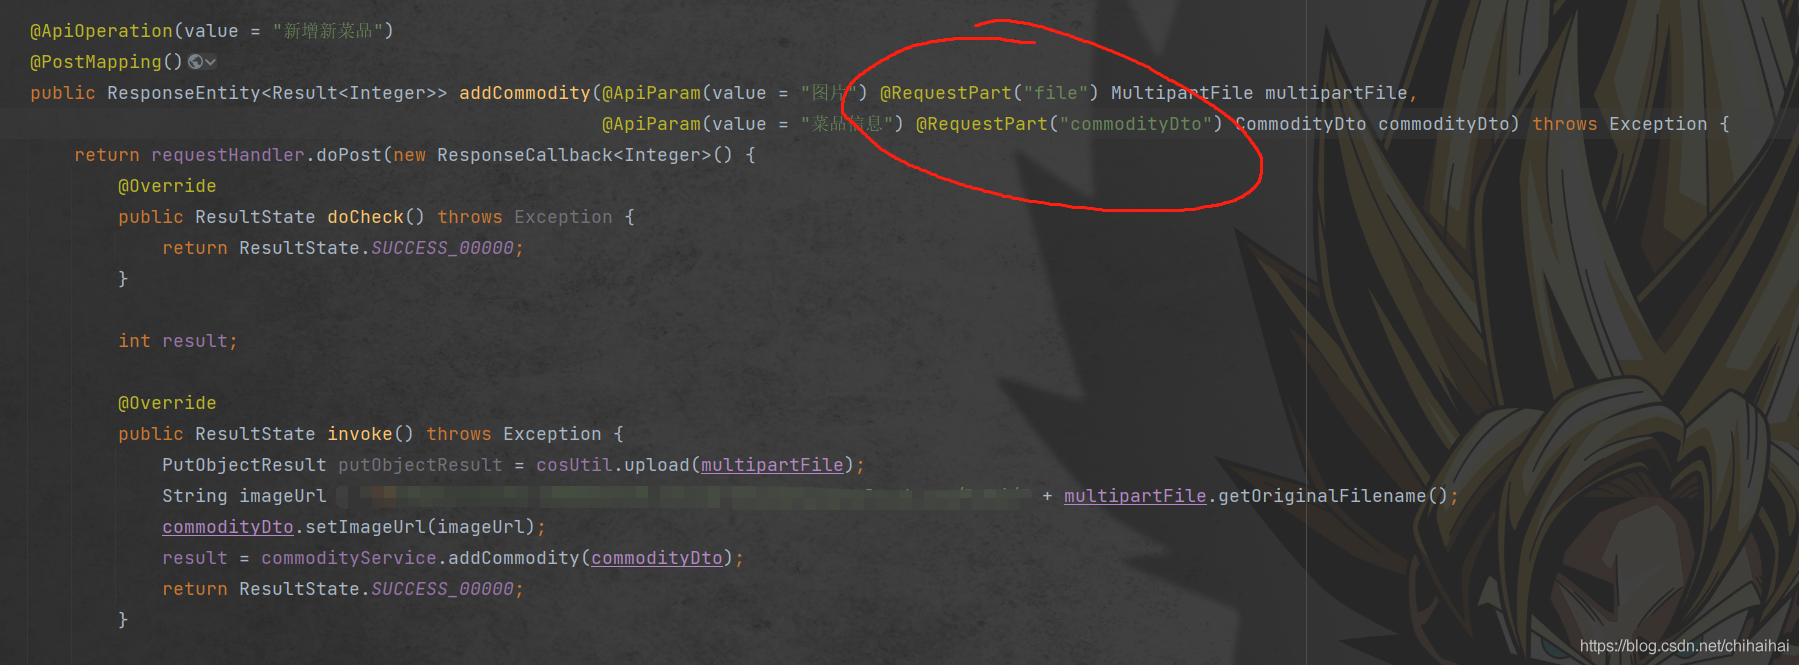 @ApiOperation(value = "新增新菜品")
@PostMapping()
public ResponseEntity<Result<Integer>> addCommodity(@ApiParam(value = "图片") @RequestPart("file") MultipartFile multipartFile,
@ApiParam(value = "菜品信息") @RequestPart("commodityDto") CommodityDto commodityDto) throws Exception {
return requestHandler.doPost(new ResponseCallback<Integer>() {
@Override
public ResultState doCheck() throws Exception {
return ResultState.SUCCESS_00000;
}
int result;
@Override
public ResultState invoke() throws Exception {
PutObjectResult putObjectResult = cosUtil.upload(multipartFile);
String imageUrl + multipartFile.getOriginalFilename();
commodityDto.setImageUrl(imageUrl);
result = commodityService.addCommodity(commodityDto);
return ResultState.SUCCESS_00000;
}
https://blog.csdn.net/chihaihai